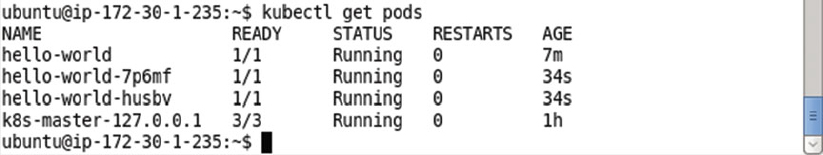 ubuntu@ip-172-30-1-235:~$ kubectl get pods
NAME READY STATUS RESTARTS AGE
hello-world 1/1 Running 0 7m
hello-world-7p6mf 1/1 Running 0 34s
hello-world-husbv 1/1 Running 0 34s
k8s-master-127.0.0.1 3/3 Running 0 1h
ubuntu@ip-172-30-1-235:~$